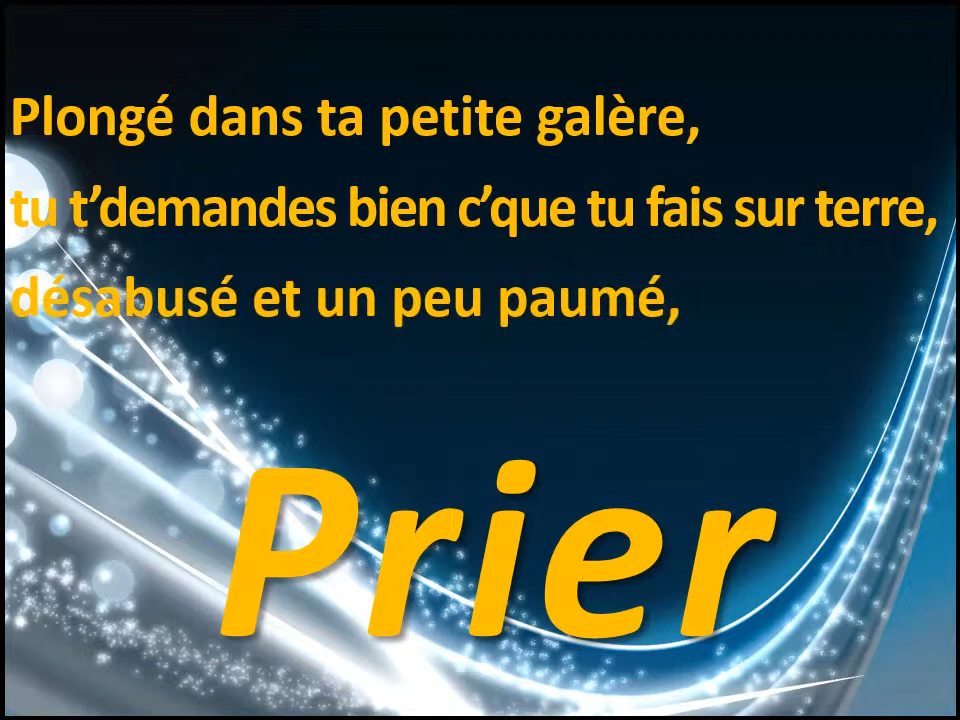 Plongé dans ta petite galère,
tu t’demandes bien c’que tu fais sur terre,
désabusé et un peu paumé,
Prier